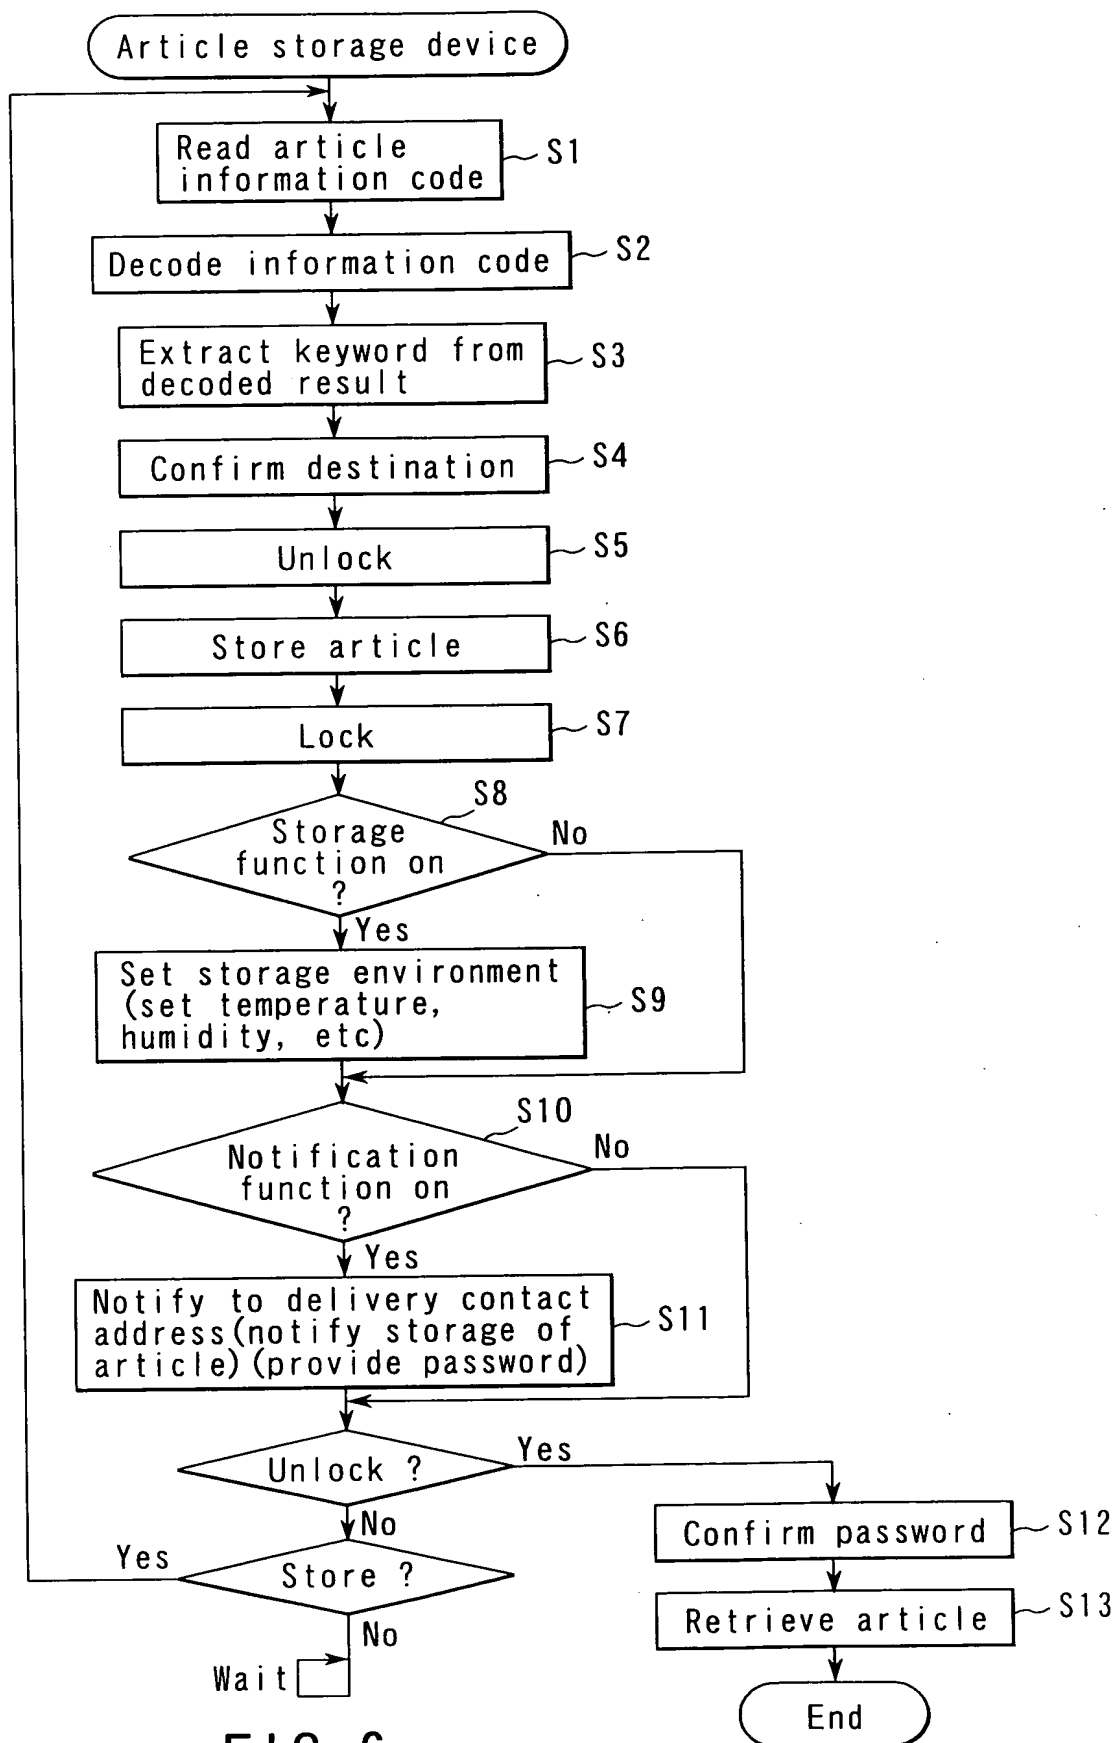 Article storage device
Read article
information code
S1
Decode information code
S2
Extract keyword from
decoded result
S3
Confirm destination
S4
Unlock
S5
Store article
S6
Lock
S7
S8
Storage
function on
?
No
Yes
Set storage environment
(set temperature,
humidity, etc)
S9
S10
Notification
function on
?
No
Yes
Notify to delivery contact
address(notify storage of
article)(provide password)
S11
Unlock ?
Yes
No
Confirm password
S12
Store ?
Yes
No
Wait
Retrieve article
S13
End
FIG. 6